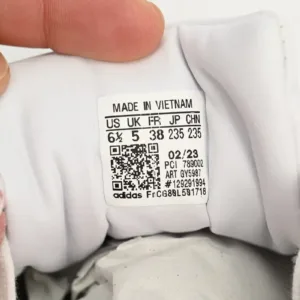 MADE IN VIETNAM
US UK FR JP CHN
6½ 5 38 235 235
02/23
PCI 789002
ART GY5987
#129291994
adidas